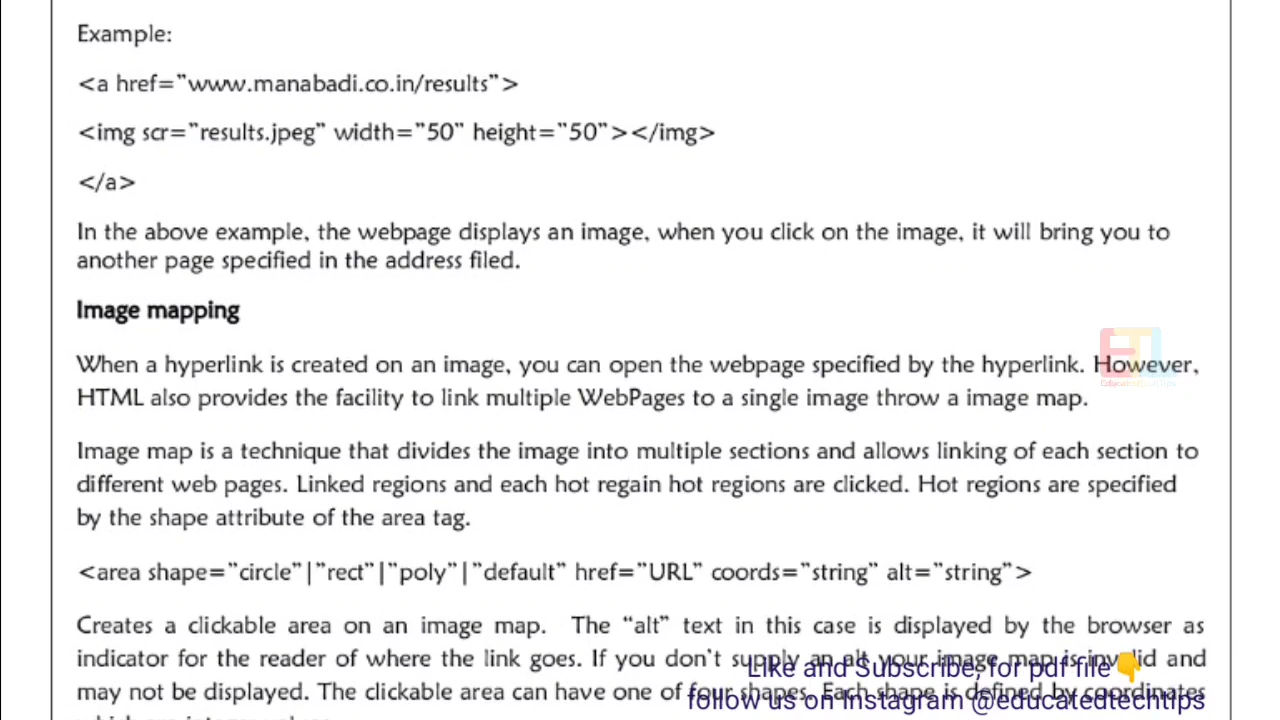 Example:
<a href="www.manabadi.co.in/results">
<img scr="results.jpeg" width="50" height="50"></img>
</a>
In the above example, the webpage displays an image, when you click on the image, it will bring you to
another page specified in the address filed.
Image mapping
When a hyperlink is created on an image, you can open the webpage specified by the hyperlink. However,
HTML also provides the facility to link multiple WebPages to a single image throw a image map.
Image map is a technique that divides the image into multiple sections and allows linking of each section to
different web pages. Linked regions and each hot regain hot regions are clicked. Hot regions are specified
by the shape attribute of the area tag.
<area shape="circle"|"rect"|"poly"|"default" href="URL" coords="string" alt="string">
Creates a clickable area on an image map. The "alt" text in this case is displayed by the browser as
indicator for the reader of where the link goes. If you don't supply an alt your image map is invalid and
may not be displayed. The clickable area can have one of four shapes. Each shape is defined by coordinates
Like and Subscribe, for pdf file👇
follow us on Instagram @educatedtechtips